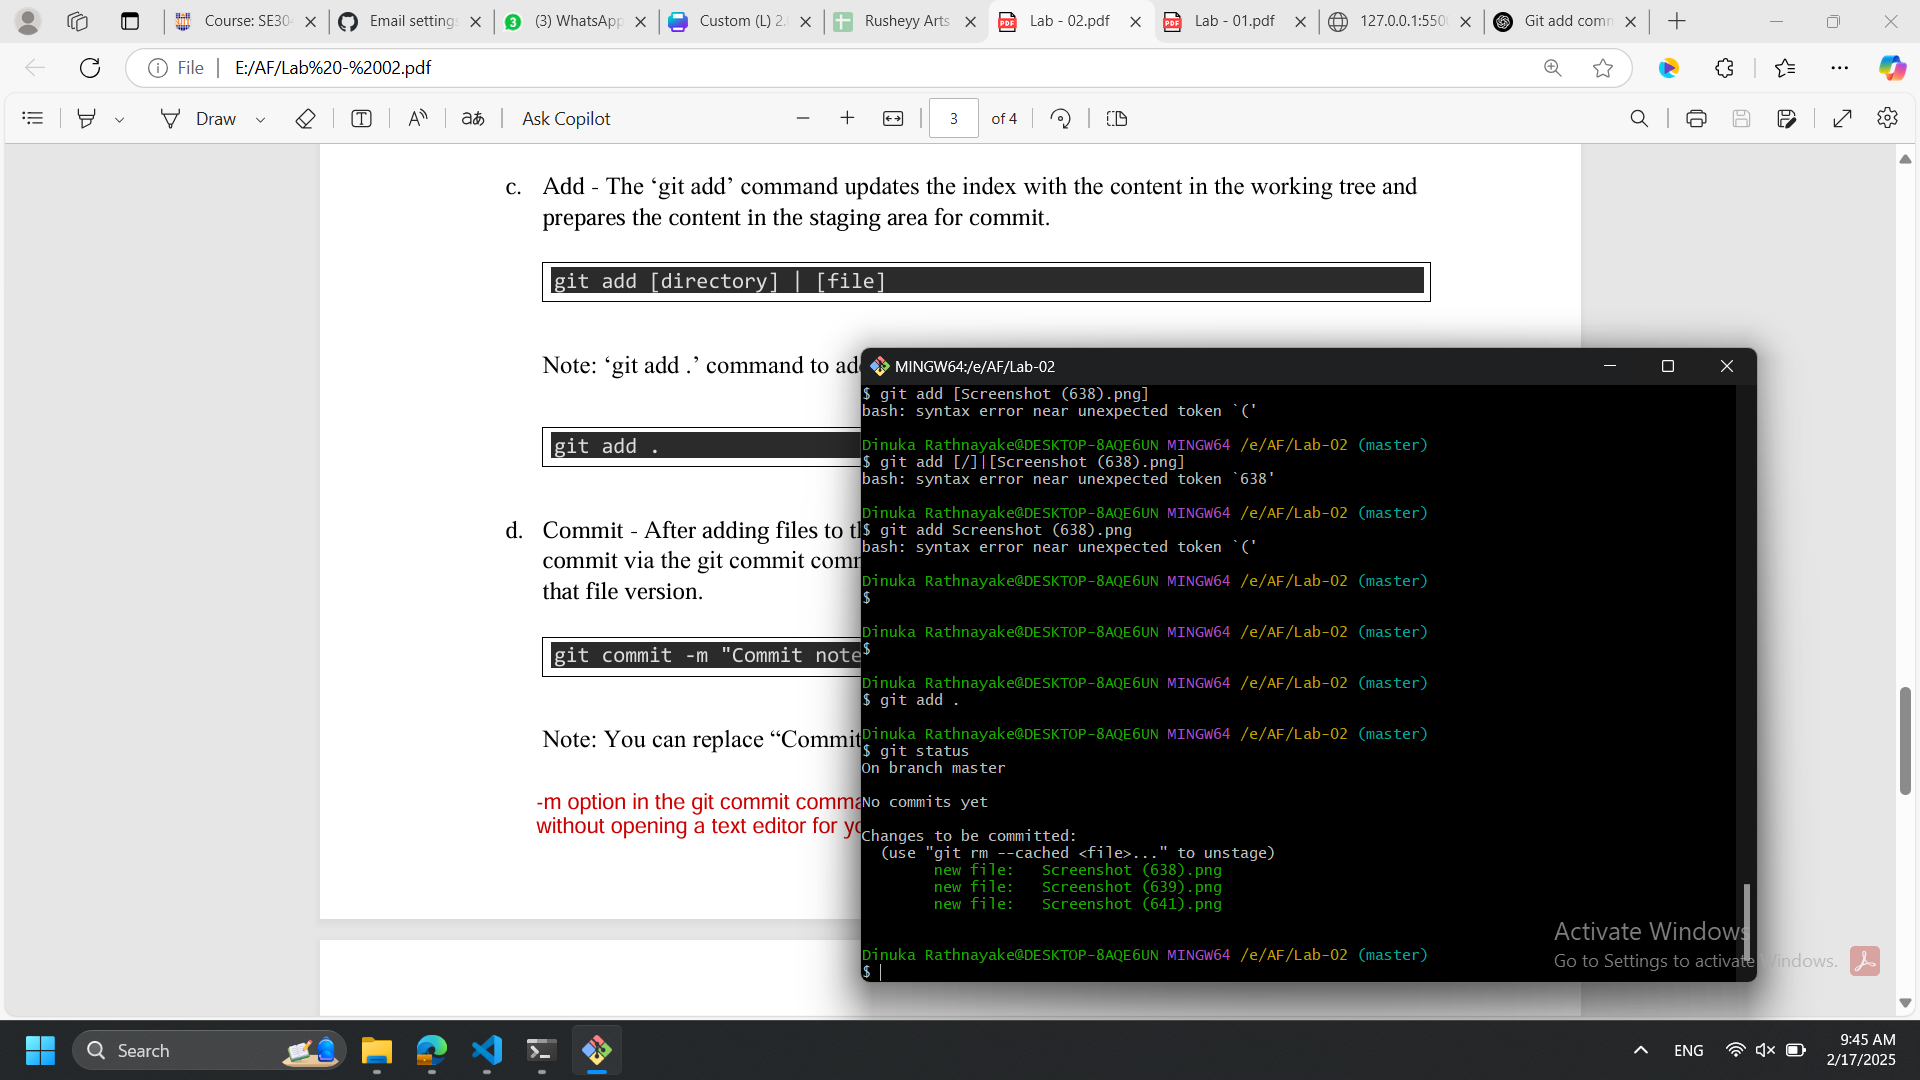 Course: SE30
Email settings
(3) WhatsApp
Custom (L) 2.
Rusheyy Arts
Lab - 02.pdf
Lab - 01.pdf
127.0.0.1:550
Git add comm
File
E:/AF/Lab%20-%2002.pdf
Draw
Ask Copilot
3
of 4
c. Add - The ‘git add’ command updates the index with the content in the working tree and
prepares the content in the staging area for commit.
git add [directory] | [file]
Note: ‘git add .’ command to ad
git add .
d. Commit - After adding files to t
commit via the git commit com
that file version.
git commit -m "Commit note
Note: You can replace “Commit
-m option in the git commit comma
without opening a text editor for yo
MINGW64:/e/AF/Lab-02
$ git add [Screenshot (638).png]
bash: syntax error near unexpected token `('
Dinuka Rathnayake@DESKTOP-8AQE6UN MINGW64 /e/AF/Lab-02 (master)
$ git add [/]|[Screenshot (638).png]
bash: syntax error near unexpected token `638'
Dinuka Rathnayake@DESKTOP-8AQE6UN MINGW64 /e/AF/Lab-02 (master)
$ git add Screenshot (638).png
bash: syntax error near unexpected token `('
Dinuka Rathnayake@DESKTOP-8AQE6UN MINGW64 /e/AF/Lab-02 (master)
$
Dinuka Rathnayake@DESKTOP-8AQE6UN MINGW64 /e/AF/Lab-02 (master)
$
Dinuka Rathnayake@DESKTOP-8AQE6UN MINGW64 /e/AF/Lab-02 (master)
$ git add .
Dinuka Rathnayake@DESKTOP-8AQE6UN MINGW64 /e/AF/Lab-02 (master)
$ git status
On branch master
No commits yet
Changes to be committed:
(use "git rm --cached <file>..." to unstage)
new file: Screenshot (638).png
new file: Screenshot (639).png
new file: Screenshot (641).png
Dinuka Rathnayake@DESKTOP-8AQE6UN MINGW64 /e/AF/Lab-02 (master)
$
Activate Windows
Go to Settings to activate Windows.
Search
ENG
9:45 AM
2/17/2025